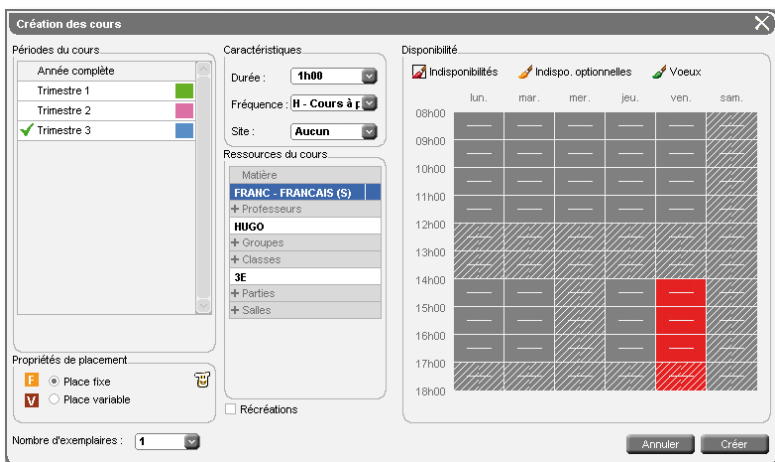 Création des cours
Périodes du cours
Année complète
Trimestre 1
Trimestre 2
Trimestre 3
Propriétés de placement
F Place fixe
V Place variable
Nombre d'exemplaires : 1
Caractéristiques
Durée : 1h00
Fréquence : H - Cours à p
Site : Aucun
Ressources du cours
Matière
FRANC - FRANCAIS (S)
+ Professeurs
HUGO
+ Groupes
+ Classes
3E
+ Parties
+ Salles
Récréations
Disponibilité
Indisponibilités Indispo. optionnelles Voeux
lun. mar. mer. jeu. ven. sam.
08h00
09h00
10h00
11h00
12h00
13h00
14h00
15h00
16h00
17h00
18h00
Annuler Créer